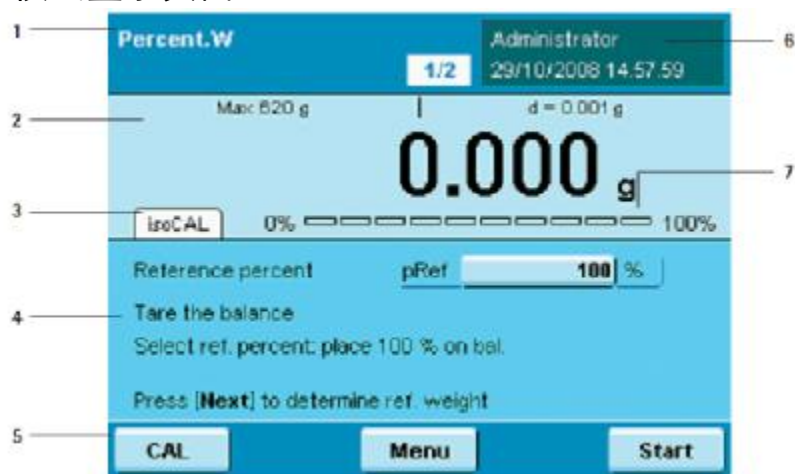 1
Percent.W
Administrator
6
1/2
29/10/2008 14.57.59
2
Max 620 g
d = 0.001 g
0.000 g
7
3
isoCAL
0%
100%
Reference percent
pRef
100
%
4
Tare the balance
Select ref. percent: place 100 % on bal.
Press [Next] to determine ref. weight
5
CAL
Menu
Start